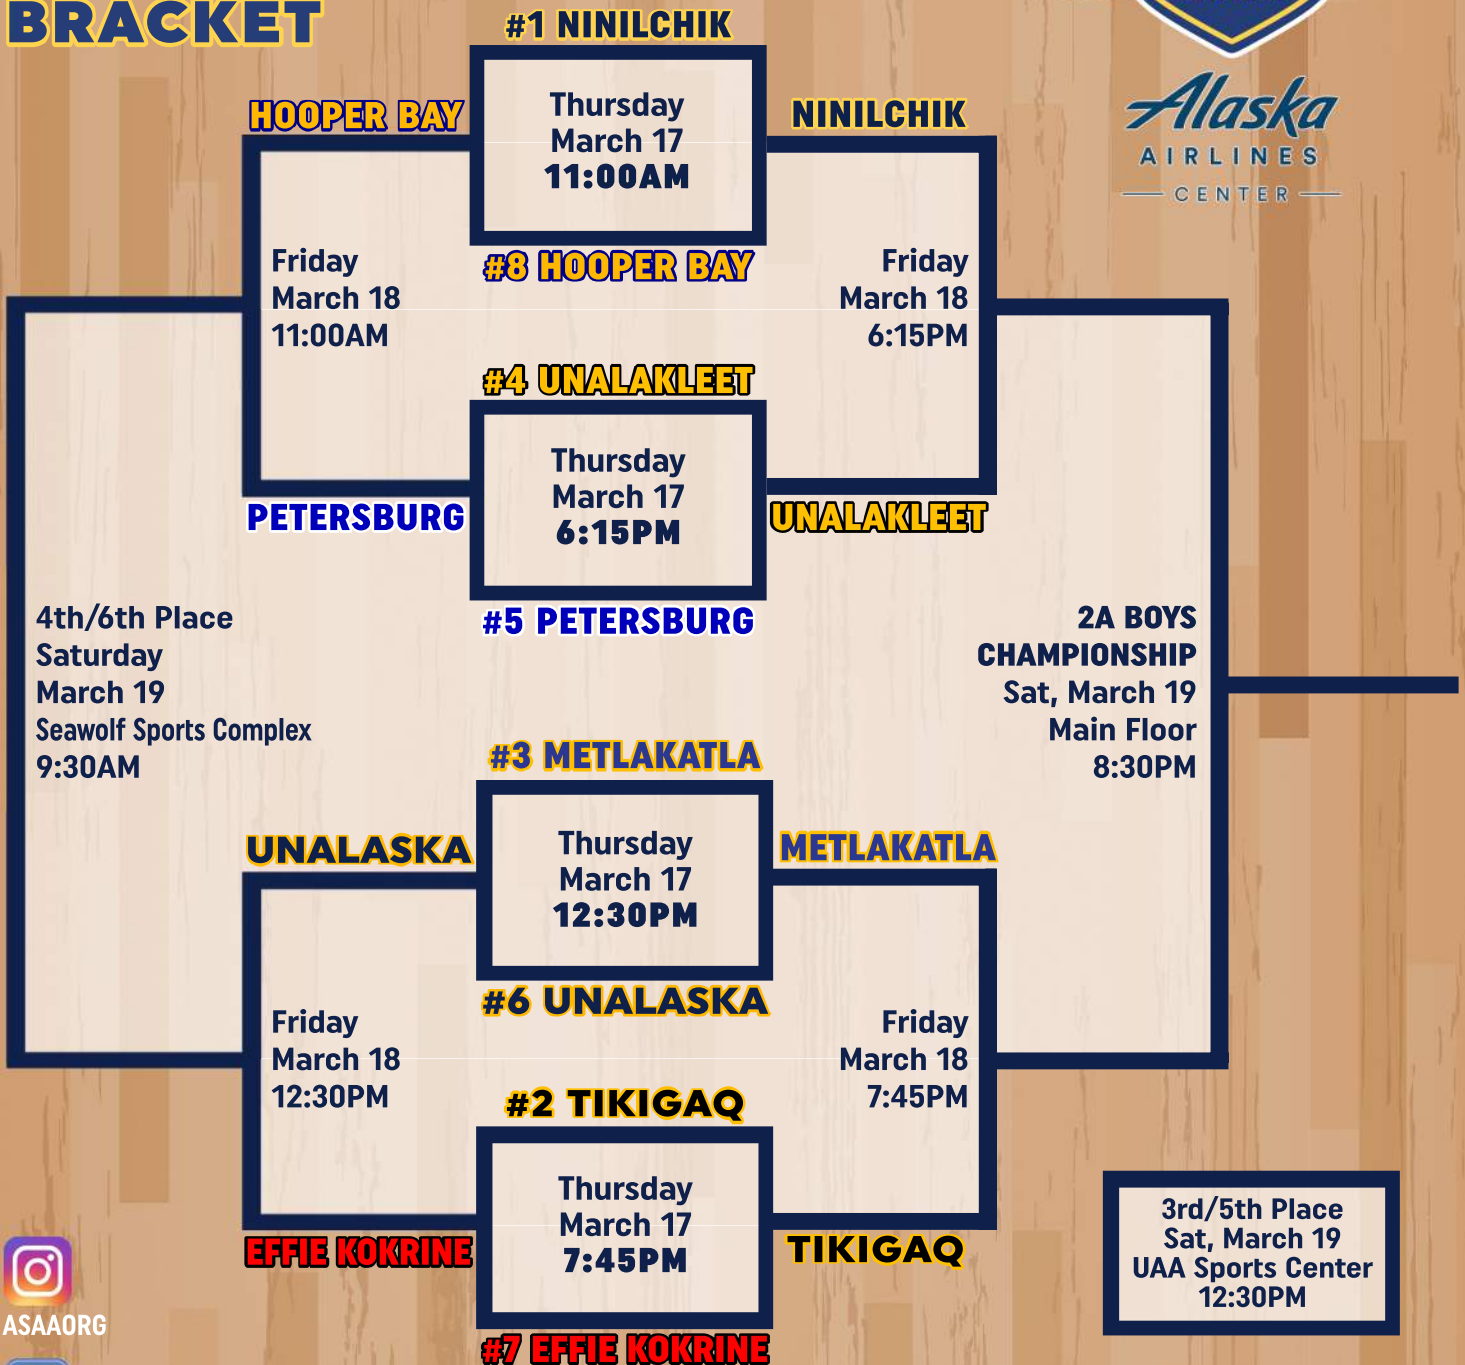 BRACKET
#1 NINILCHIK
Thursday
March 17
11:00AM
#8 HOOPER BAY
HOOPER BAY
NINILCHIK
Alaska
AIRLINES
CENTER
Friday
March 18
11:00AM
Friday
March 18
6:15PM
#4 UNALAKLEET
Thursday
March 17
6:15PM
#5 PETERSBURG
PETERSBURG
UNALAKLEET
4th/6th Place
Saturday
March 19
Seawolf Sports Complex
9:30AM
2A BOYS
CHAMPIONSHIP
Sat, March 19
Main Floor
8:30PM
#3 METLAKATLA
Thursday
March 17
12:30PM
#6 UNALASKA
UNALASKA
METLAKATLA
Friday
March 18
12:30PM
Friday
March 18
7:45PM
#2 TIKIGAQ
Thursday
March 17
7:45PM
#7 EFFIE KOKRINE
EFFIE KOKRINE
TIKIGAQ
3rd/5th Place
Sat, March 19
UAA Sports Center
12:30PM
ASAAORG